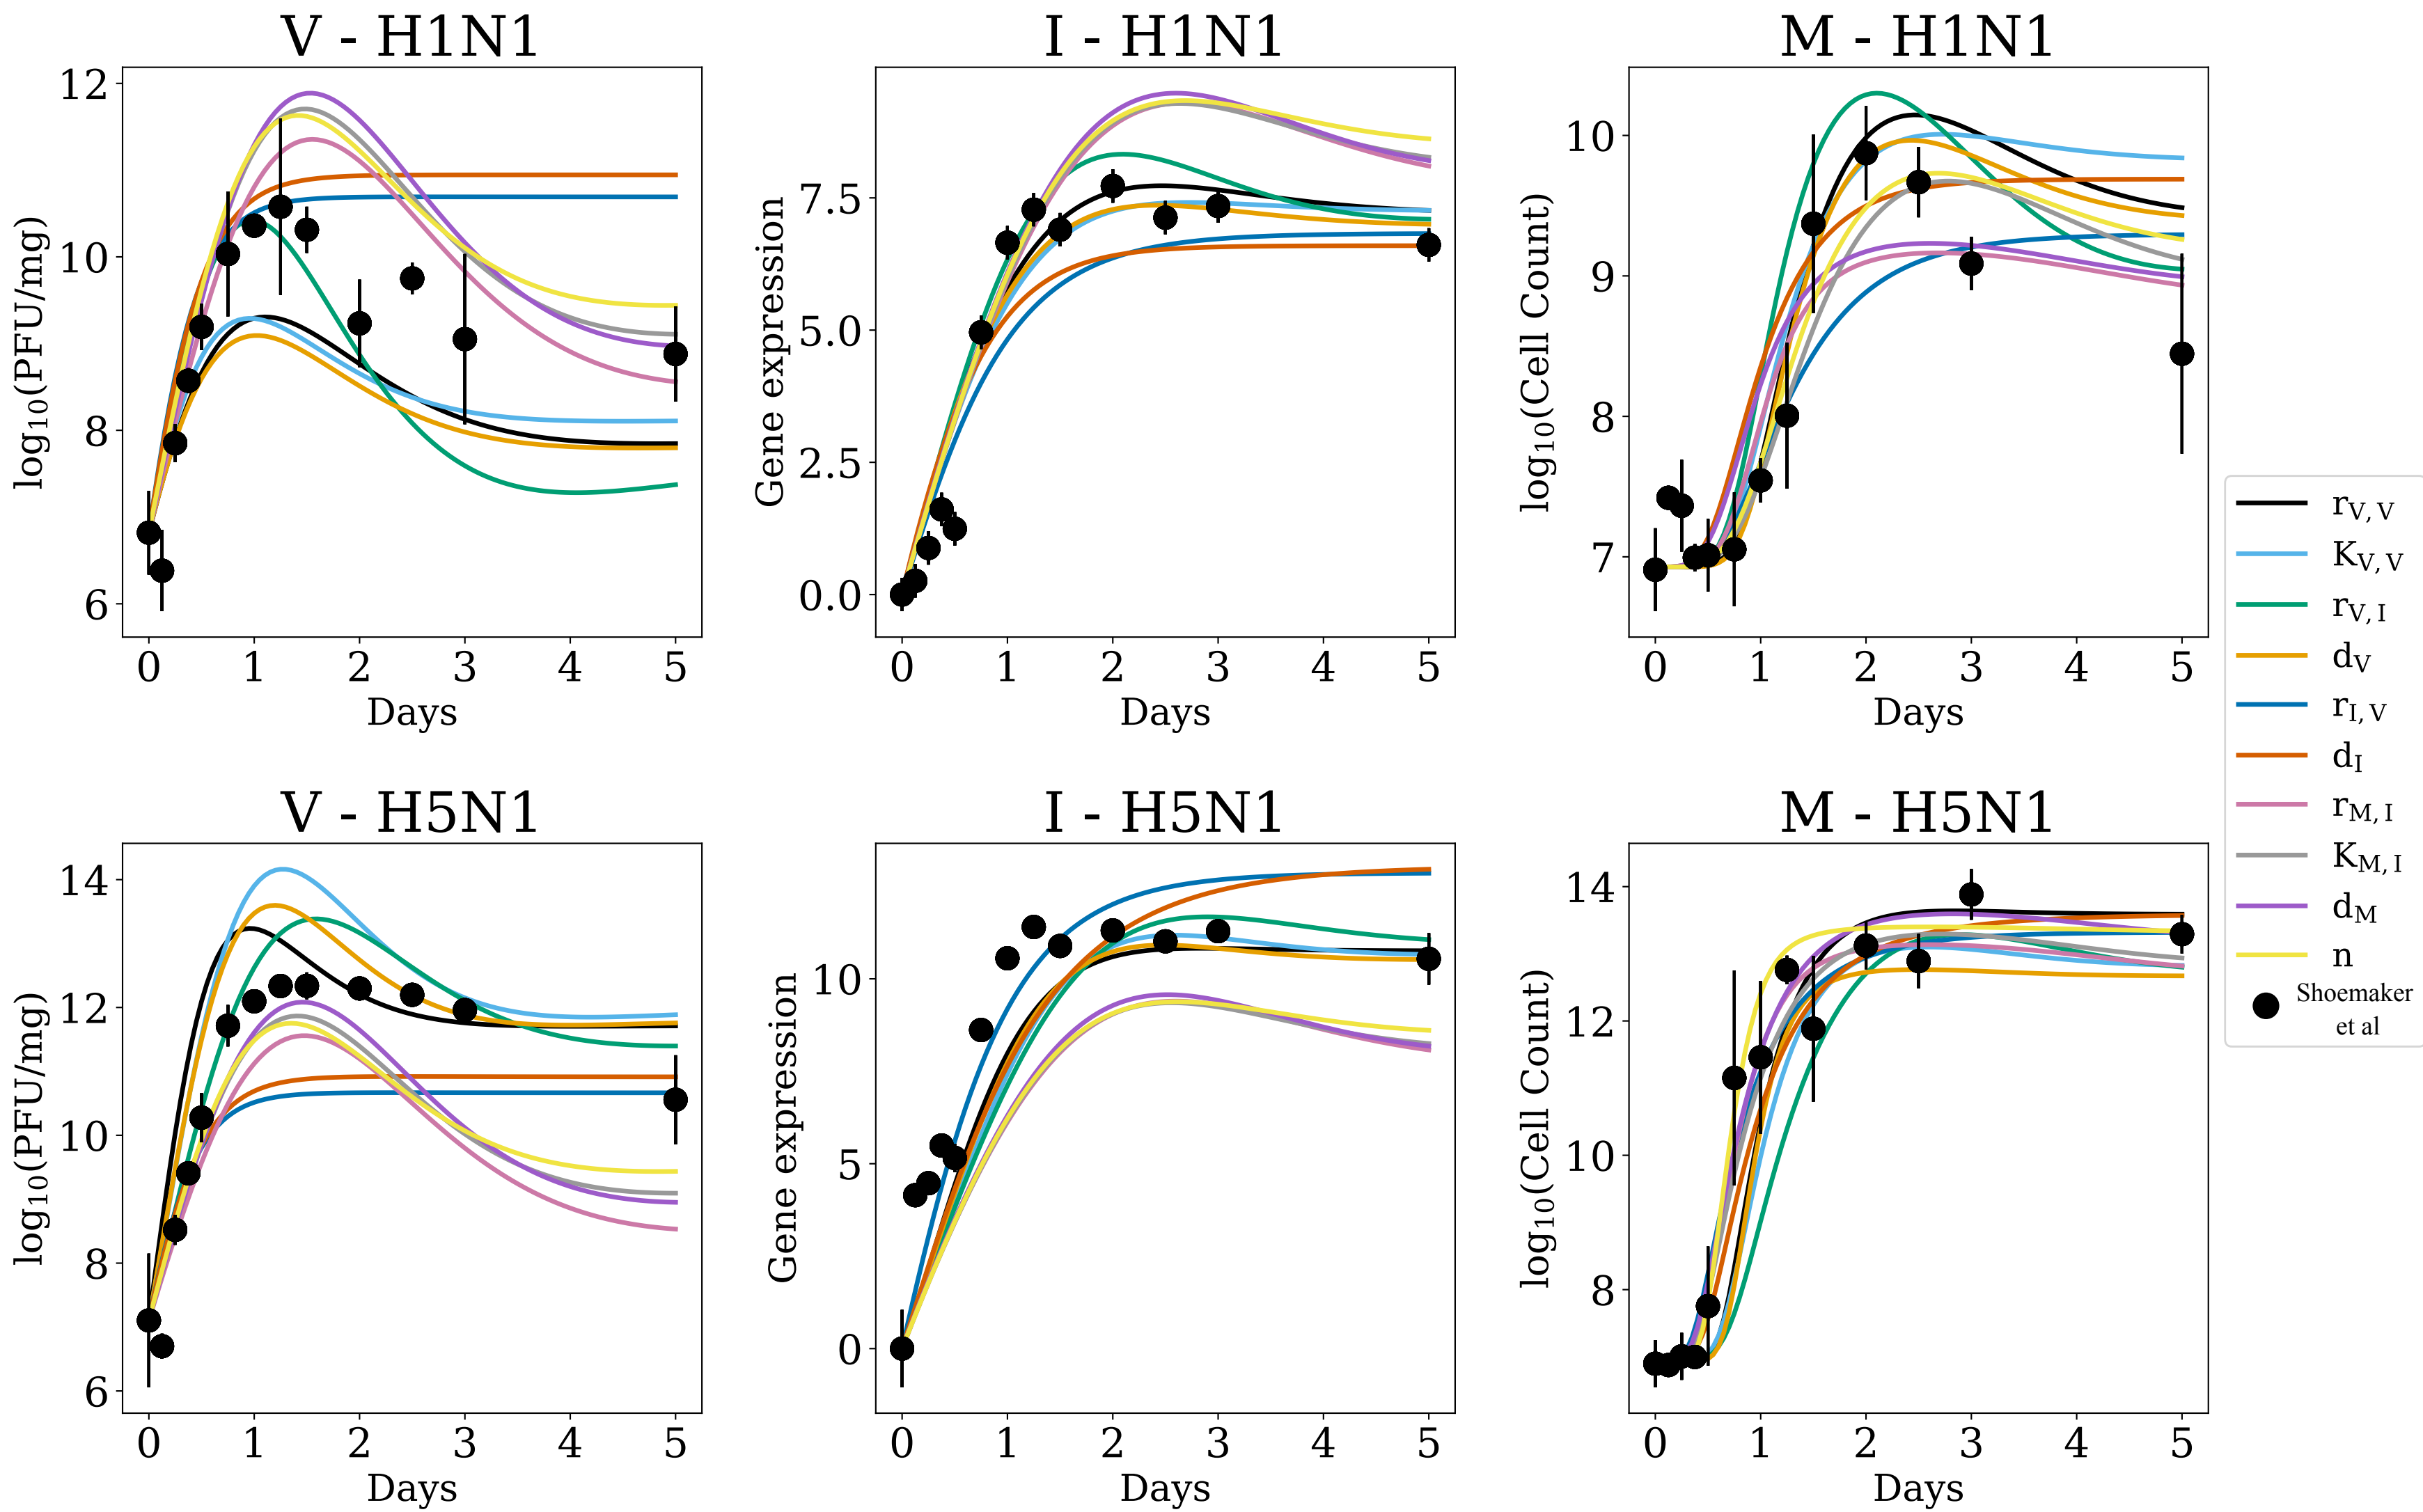 V - H1N1
I - H1N1
M - H1N1
12
10
8
6
log10(PFU/mg)
0 1 2 3 4 5
Days
7.5
5.0
2.5
0.0
Gene expression
0 1 2 3 4 5
Days
10
9
8
7
log10(Cell Count)
0 1 2 3 4 5
Days
V - H5N1
I - H5N1
M - H5N1
14
12
10
8
6
log10(PFU/mg)
0 1 2 3 4 5
Days
10
5
0
Gene expression
0 1 2 3 4 5
Days
14
12
10
8
log10(Cell Count)
0 1 2 3 4 5
Days
rV, V
KV, V
rV, I
dV
rI, V
dI
rM, I
KM, I
dM
n
Shoemaker
et al